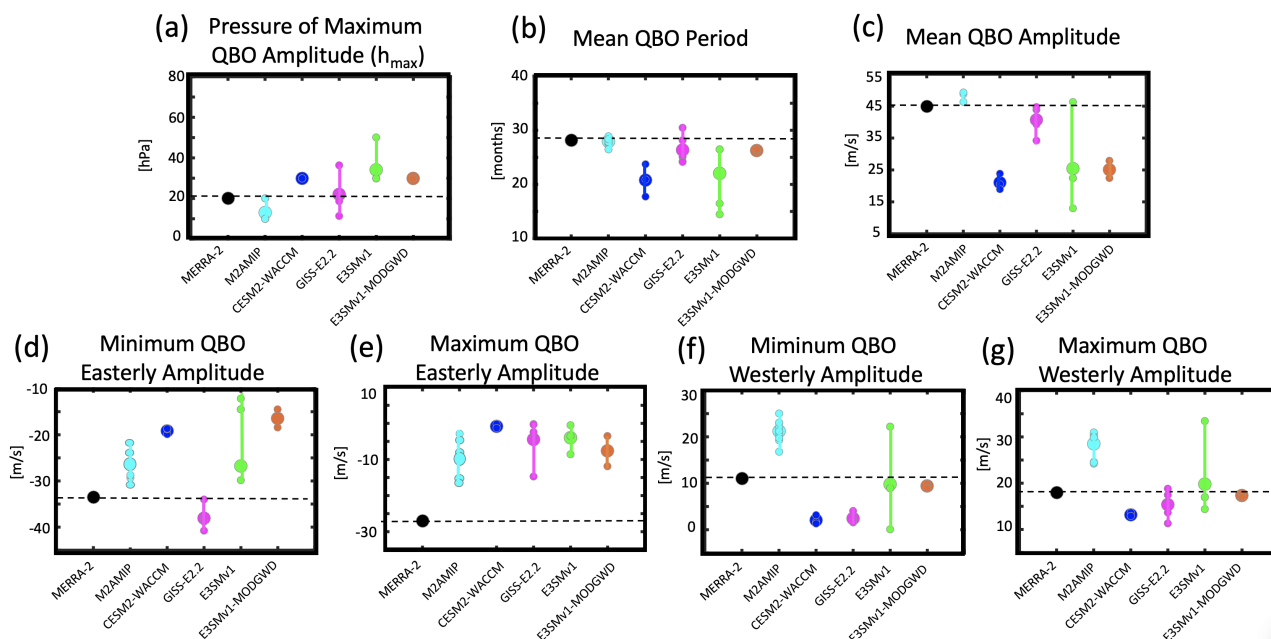 (a) Pressure of Maximum
QBO Amplitude (hmax)
80
60
40
20
0
[hPa]
MERRA-2
M2AMIP
CESM2-WACCM
GISS-E2.2
E3SMv1
E3SMv1-MODGWD
(b) Mean QBO Period
40
30
20
10
[months]
MERRA-2
M2AMIP
CESM2-WACCM
GISS-E2.2
E3SMv1
E3SMv1-MODGWD
(c) Mean QBO Amplitude
55
45
35
25
15
5
[m/s]
MERRA-2
M2AMIP
CESM2-WACCM
GISS-E2.2
E3SMv1
E3SMv1-MODGWD
(d) Minimum QBO
Easterly Amplitude
-10
-20
-30
-40
[m/s]
MERRA-2
M2AMIP
CESM2-WACCM
GISS-E2.2
E3SMv1
E3SMv1-MODGWD
(e) Maximum QBO
Easterly Amplitude
10
-10
-30
[m/s]
MERRA-2
M2AMIP
CESM2-WACCM
GISS-E2.2
E3SMv1
E3SMv1-MODGWD
(f) Miminum QBO
Westerly Amplitude
30
20
10
0
[m/s]
MERRA-2
M2AMIP
CESM2-WACCM
GISS-E2.2
E3SMv1
E3SMv1-MODGWD
(g) Maximum QBO
Westerly Amplitude
40
30
20
10
[m/s]
MERRA-2
M2AMIP
CESM2-WACCM
GISS-E2.2
E3SMv1
E3SMv1-MODGWD